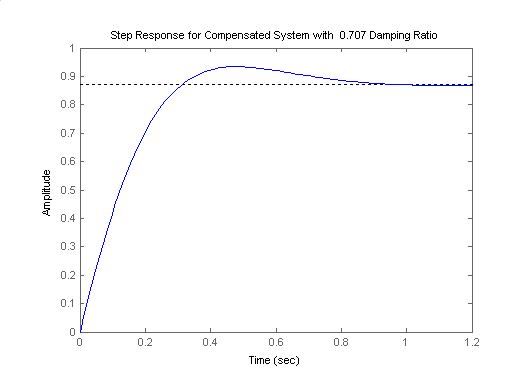 Step Response for Compensated System with 0.707 Damping Ratio
1
0.9
0.8
0.7
0.6
0.5
0.4
0.3
0.2
0.1
0
Amplitude
0 0.2 0.4 0.6 0.8 1 1.2
Time (sec)